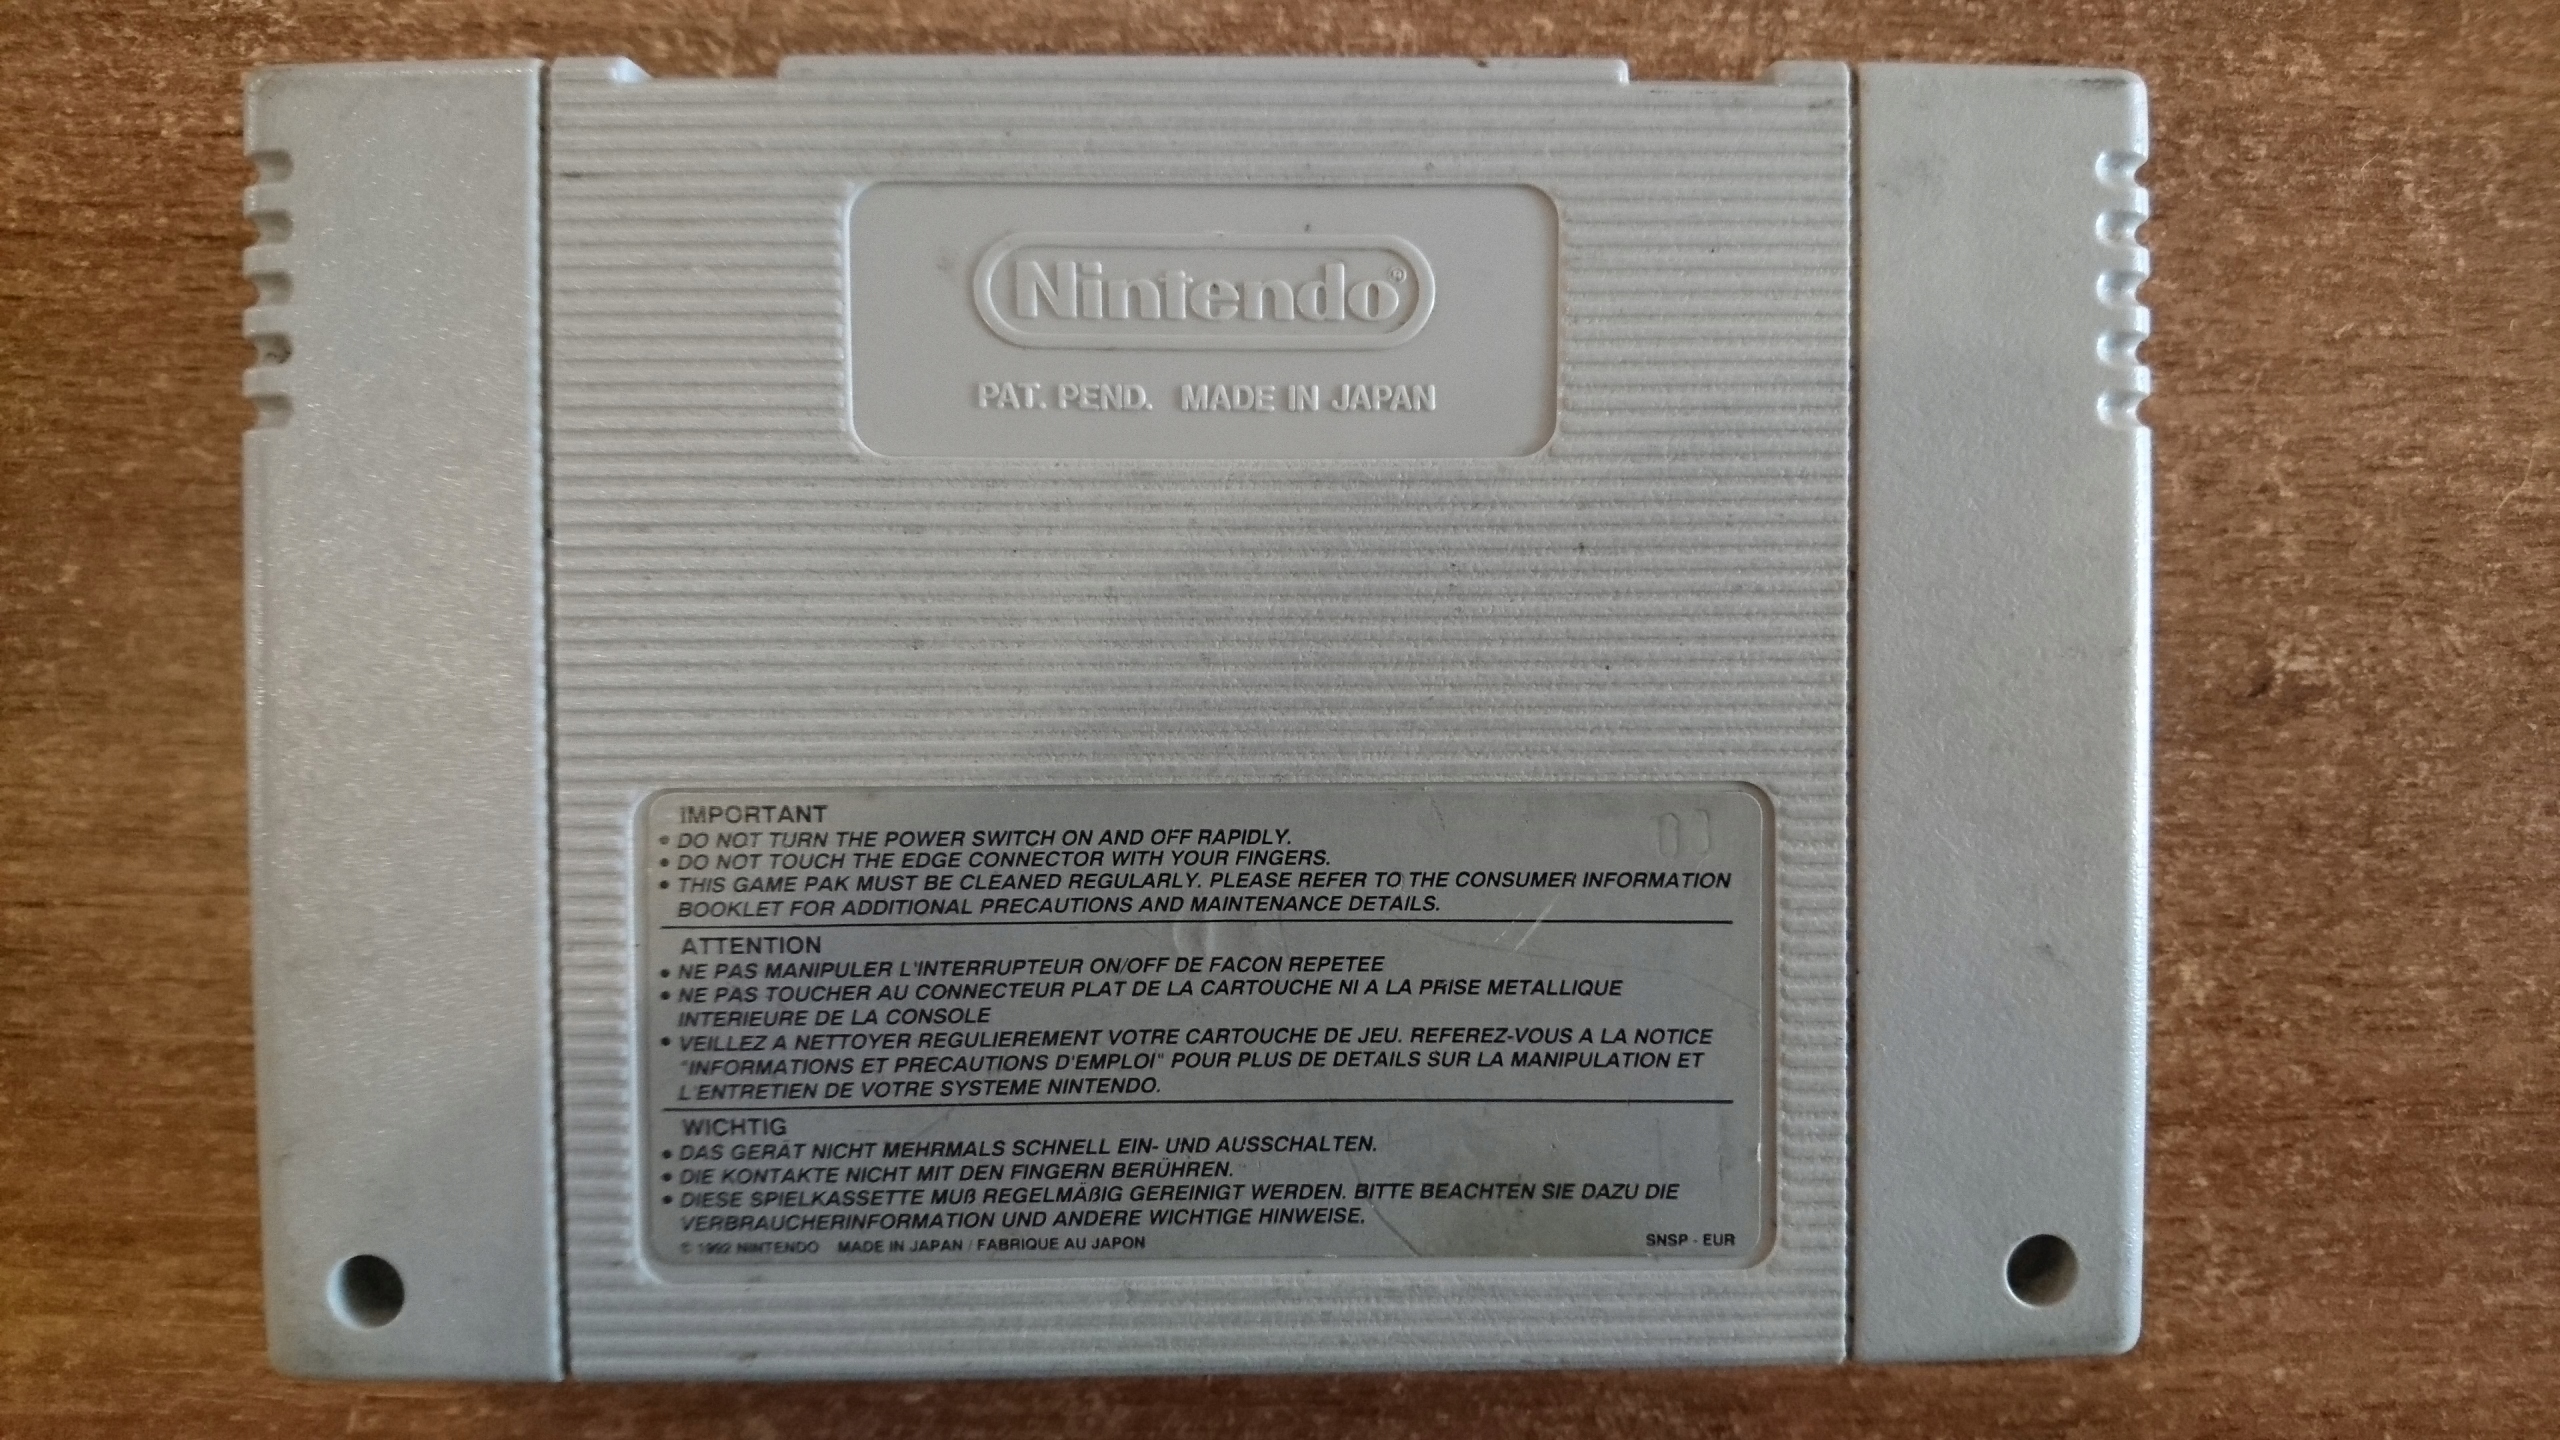 Nintendo®
PAT. PEND. MADE IN JAPAN
IMPORTANT
• DO NOT TURN THE POWER SWITCH ON AND OFF RAPIDLY.
• DO NOT TOUCH THE EDGE CONNECTOR WITH YOUR FINGERS.
• THIS GAME PAK MUST BE CLEANED REGULARLY. PLEASE REFER TO THE CONSUMER INFORMATION
BOOKLET FOR ADDITIONAL PRECAUTIONS AND MAINTENANCE DETAILS.
ATTENTION
• NE PAS MANIPULER L'INTERRUPTEUR ON/OFF DE FACON REPETEE
• NE PAS TOUCHER AU CONNECTEUR PLAT DE LA CARTOUCHE NI A LA PRISE METALLIQUE
INTERIEURE DE LA CONSOLE
• VEILLEZ A NETTOYER REGULIEREMENT VOTRE CARTOUCHE DE JEU. REFEREZ-VOUS A LA NOTICE
"INFORMATIONS ET PRECAUTIONS D'EMPLOI" POUR PLUS DE DETAILS SUR LA MANIPULATION ET
L'ENTRETIEN DE VOTRE SYSTEME NINTENDO.
WICHTIG
• DAS GERÄT NICHT MEHRMALS SCHNELL EIN- UND AUSSCHALTEN.
• DIE KONTAKTE NICHT MIT DEN FINGERN BERÜHREN.
• DIESE SPIELKASSETTE MUß REGELMÄßIG GEREINIGT WERDEN. BITTE BEACHTEN SIE DAZU DIE
VERBRAUCHERINFORMATION UND ANDERE WICHTIGE HINWEISE.
© 1992 NINTENDO MADE IN JAPAN / FABRIQUE AU JAPON SNSP - EUR